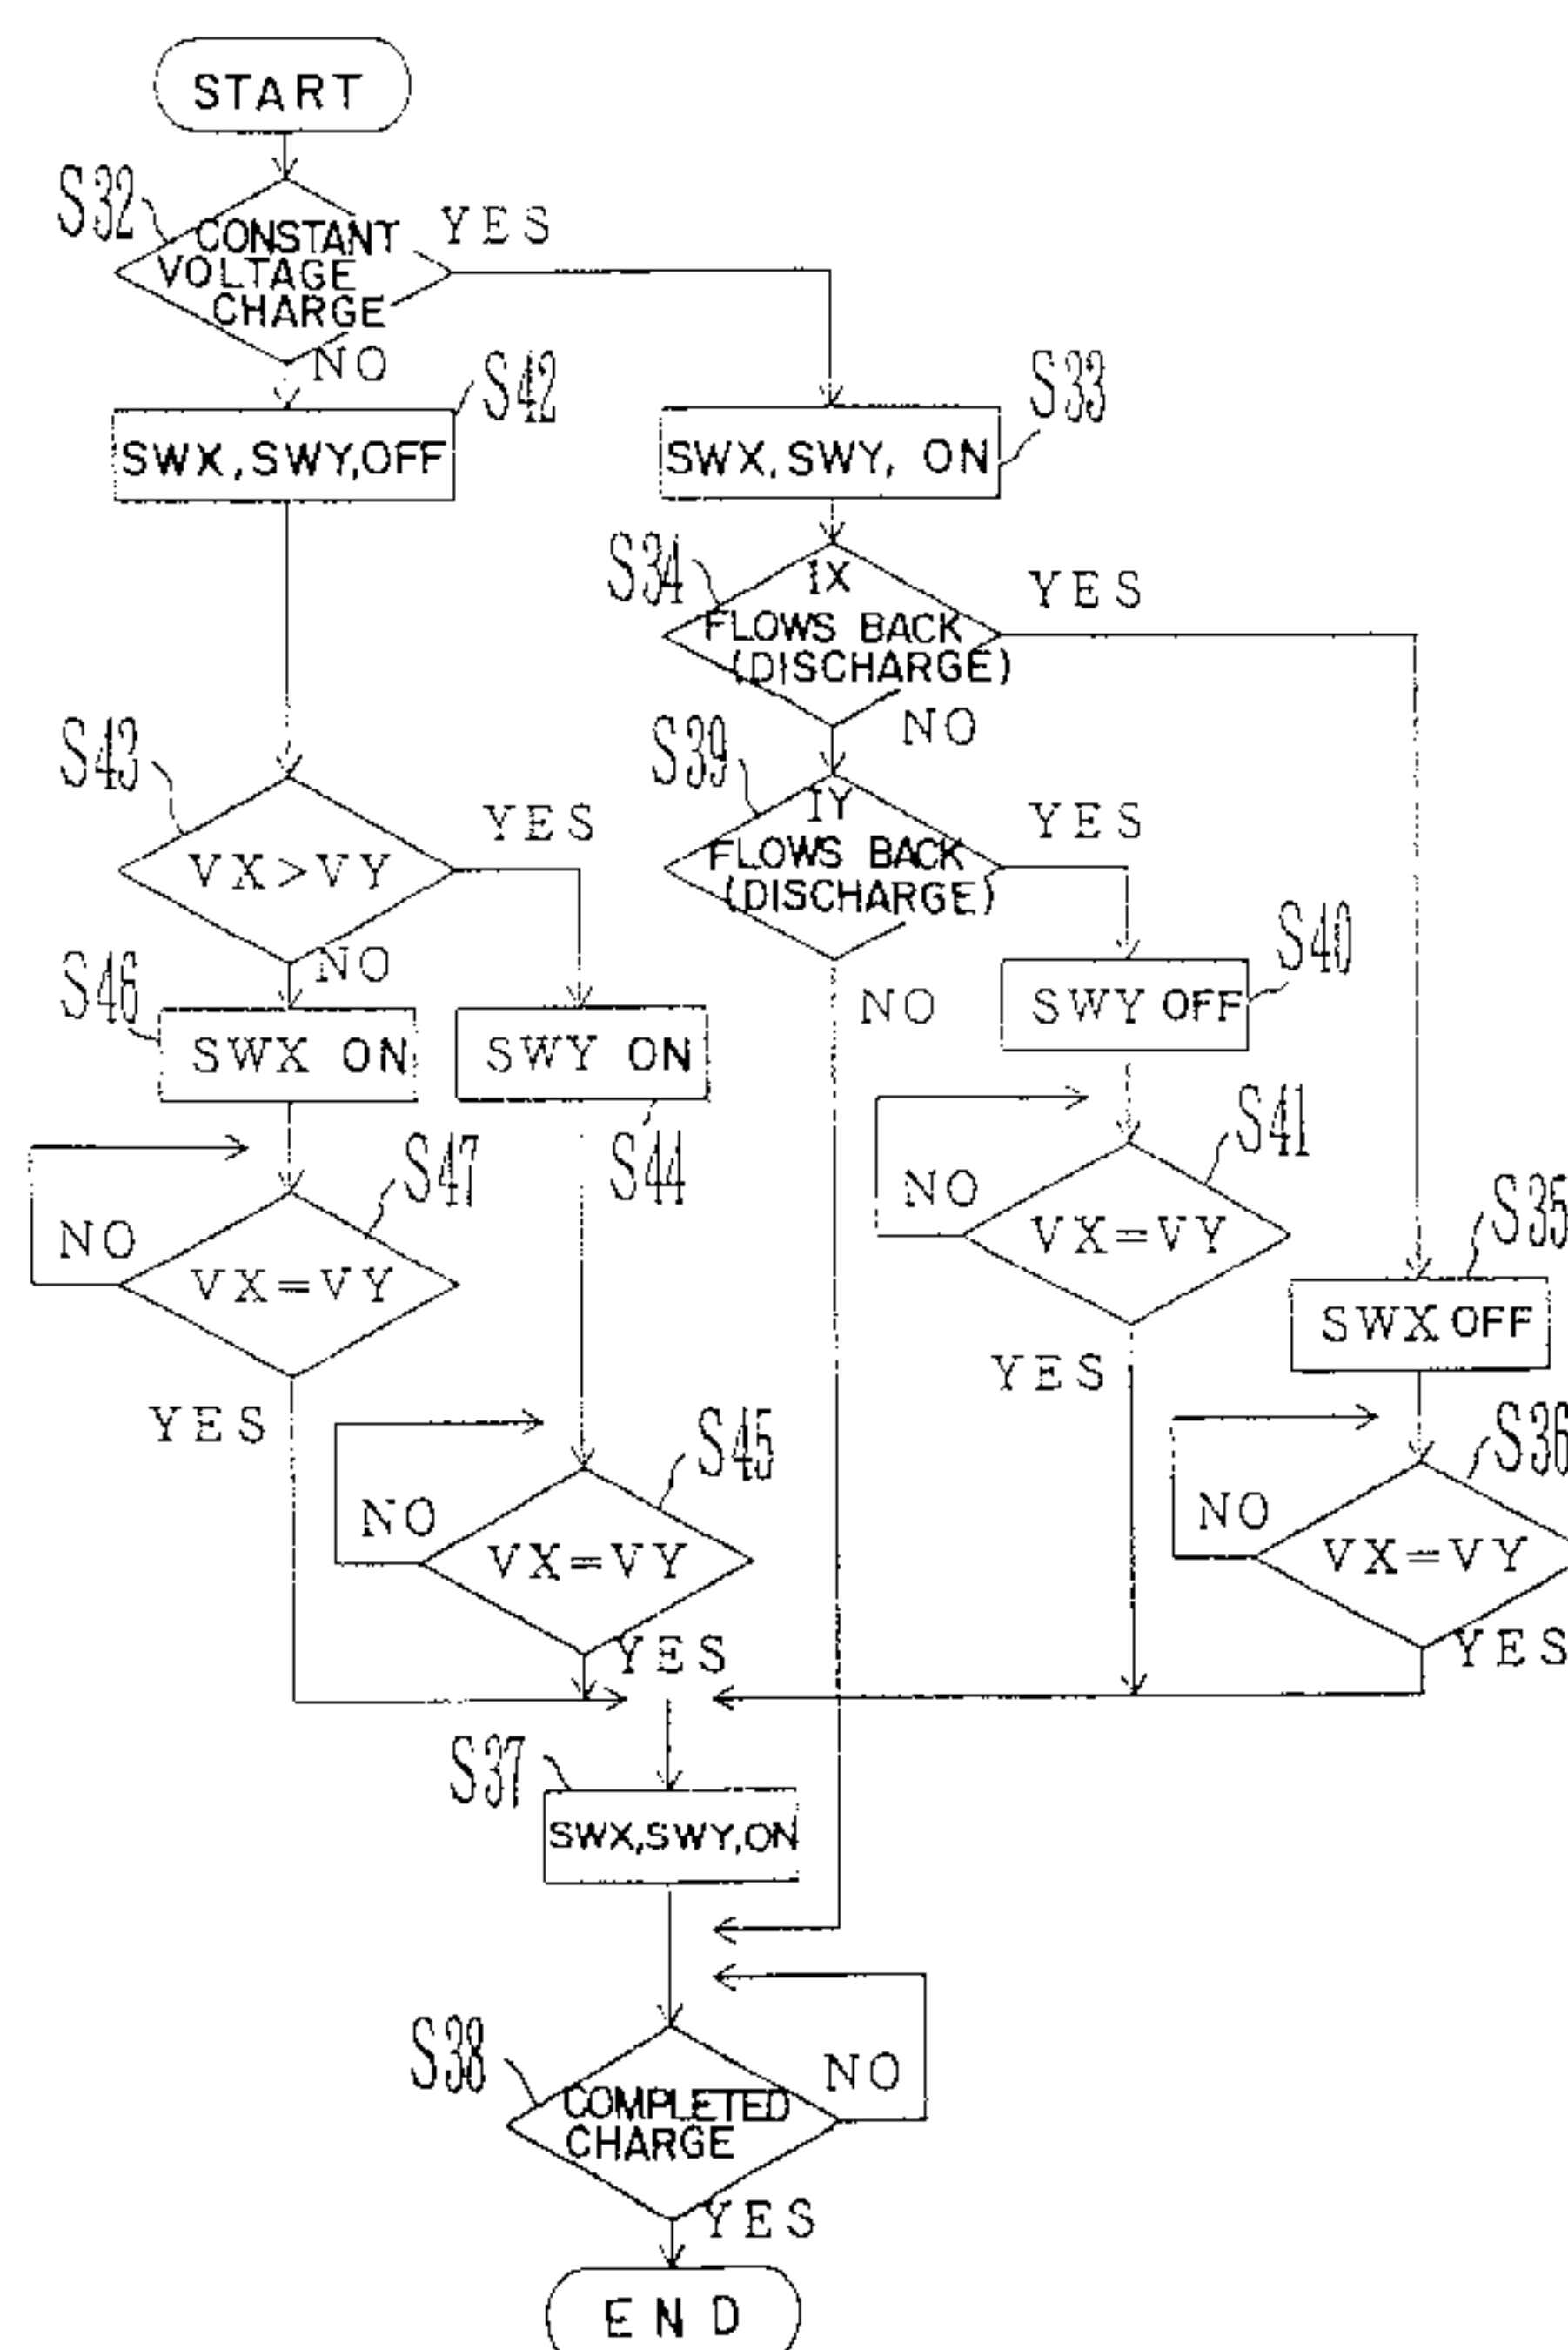 START
S32
CONSTANT
VOLTAGE
CHARGE
YES
NO
S42
SWX,SWY,OFF
S33
SWX,SWY, ON
S34
IX
FLOWS BACK
(DISCHARGE)
YES
NO
S43
VX>VY
YES
NO
S39
IY
FLOWS BACK
(DISCHARGE)
YES
NO
S40
SWY OFF
S46
SWX ON
SWY ON
S44
S47
NO
VX=VY
YES
S41
NO
VX=VY
YES
S35
SWX OFF
S45
NO
VX=VY
YES
S36
NO
VX=VY
YES
S37
SWX,SWY,ON
S38
COMPLETED
CHARGE
NO
YES
END